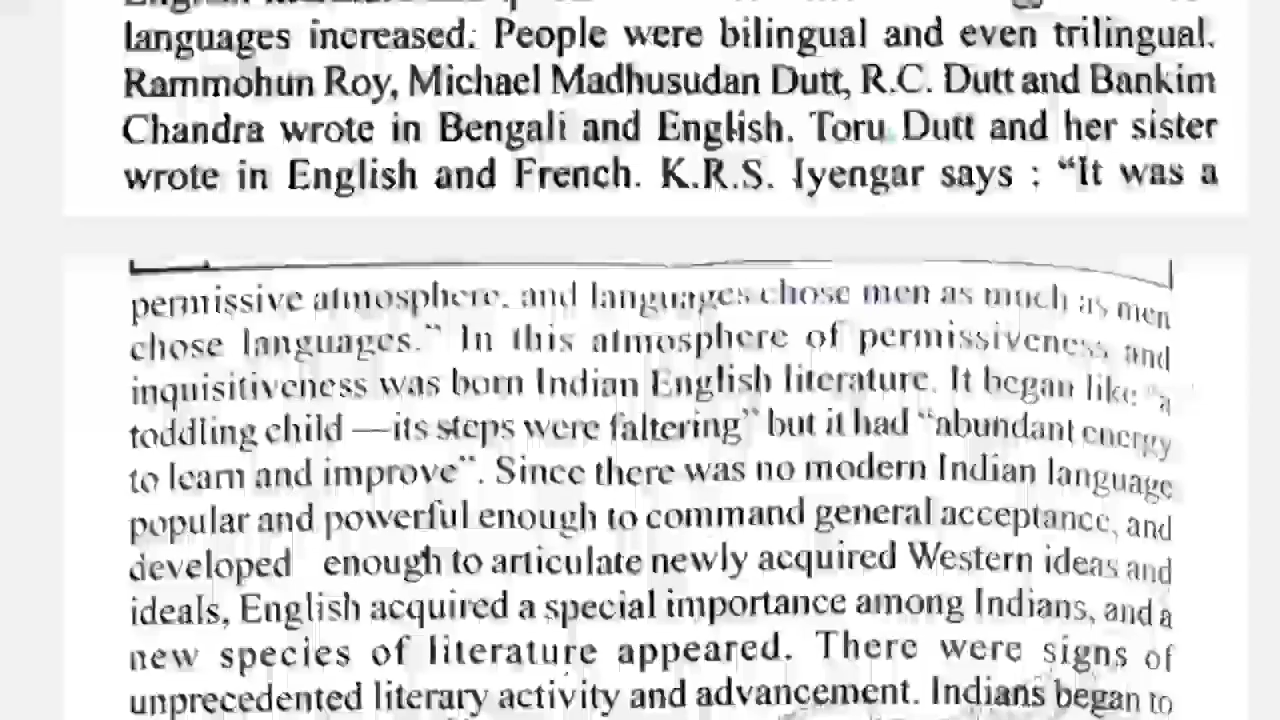 languages increased. People were bilingual and even trilingual.
Rammohun Roy, Michael Madhusudan Dutt, R.C. Dutt and Bankim
Chandra wrote in Bengali and English. Toru Dutt and her sister
wrote in English and French. K.R.S. Iyengar says : “It was a
permissive atmosphere, and languages chose men as much as men
chose languages.” In this atmosphere of permissiveness and
inquisitiveness was born Indian English literature. It began like “a
toddling child —its steps were faltering” but it had “abundant energy
to learn and improve”. Since there was no modern Indian language
popular and powerful enough to command general acceptance, and
developed enough to articulate newly acquired Western ideas and
ideals, English acquired a special importance among Indians, and a
new species of literature appeared. There were signs of
unprecedented literary activity and advancement. Indians began to